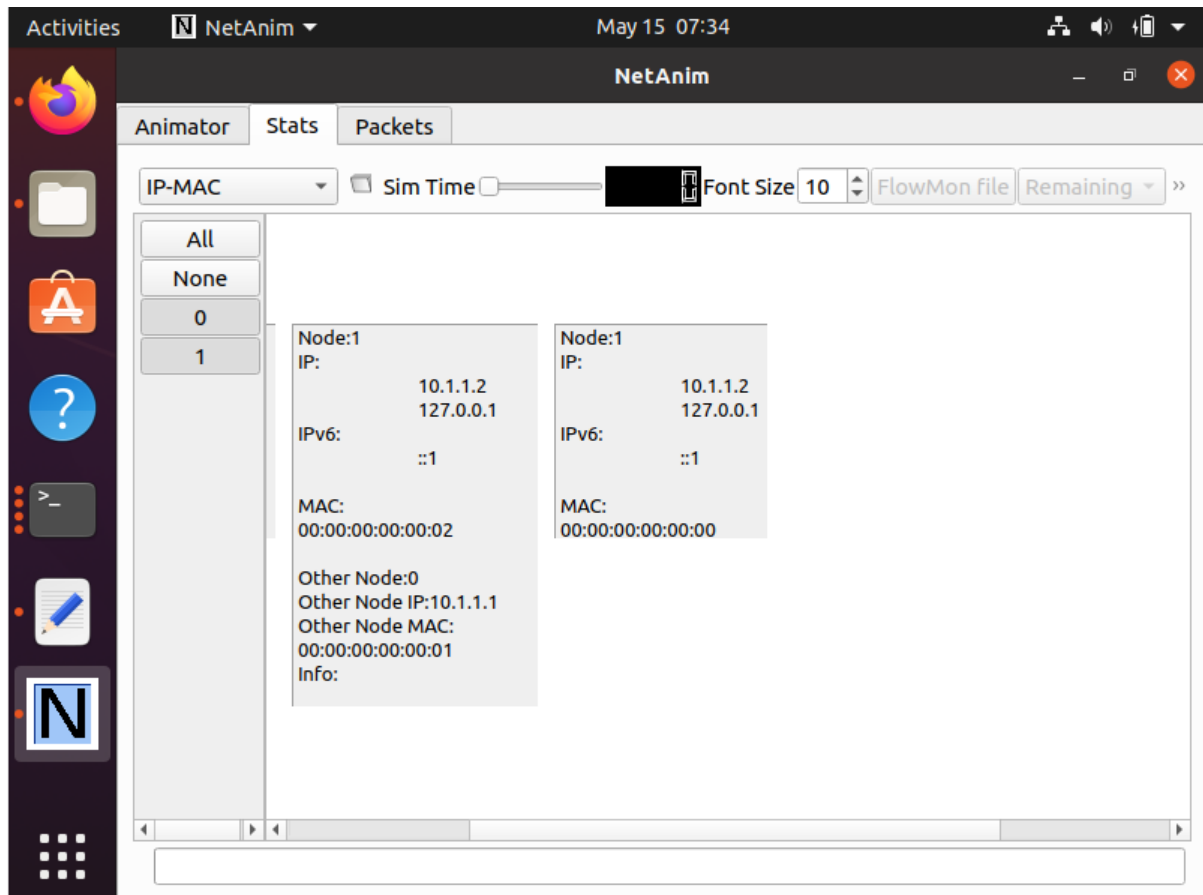 Activities NetAnim May 15 07:34
NetAnim
Animator Stats Packets
IP-MAC Sim Time 0 Font Size 10 FlowMon file Remaining »
All
None
0
1
Node:1
IP:
10.1.1.2
127.0.0.1
IPv6:
::1
MAC:
00:00:00:00:00:02
Other Node:0
Other Node IP:10.1.1.1
Other Node MAC:
00:00:00:00:00:01
Info:
Node:1
IP:
10.1.1.2
127.0.0.1
IPv6:
::1
MAC:
00:00:00:00:00:00